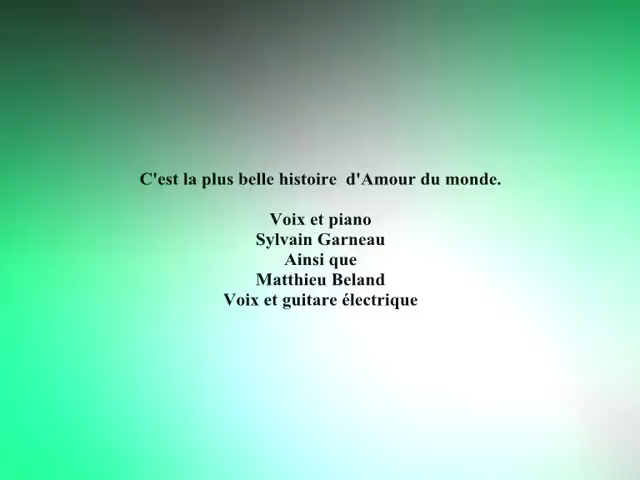 C'est la plus belle histoire  d'Amour du monde.
Voix et piano
Sylvain Garneau
Ainsi que
Matthieu Beland
Voix et guitare électrique